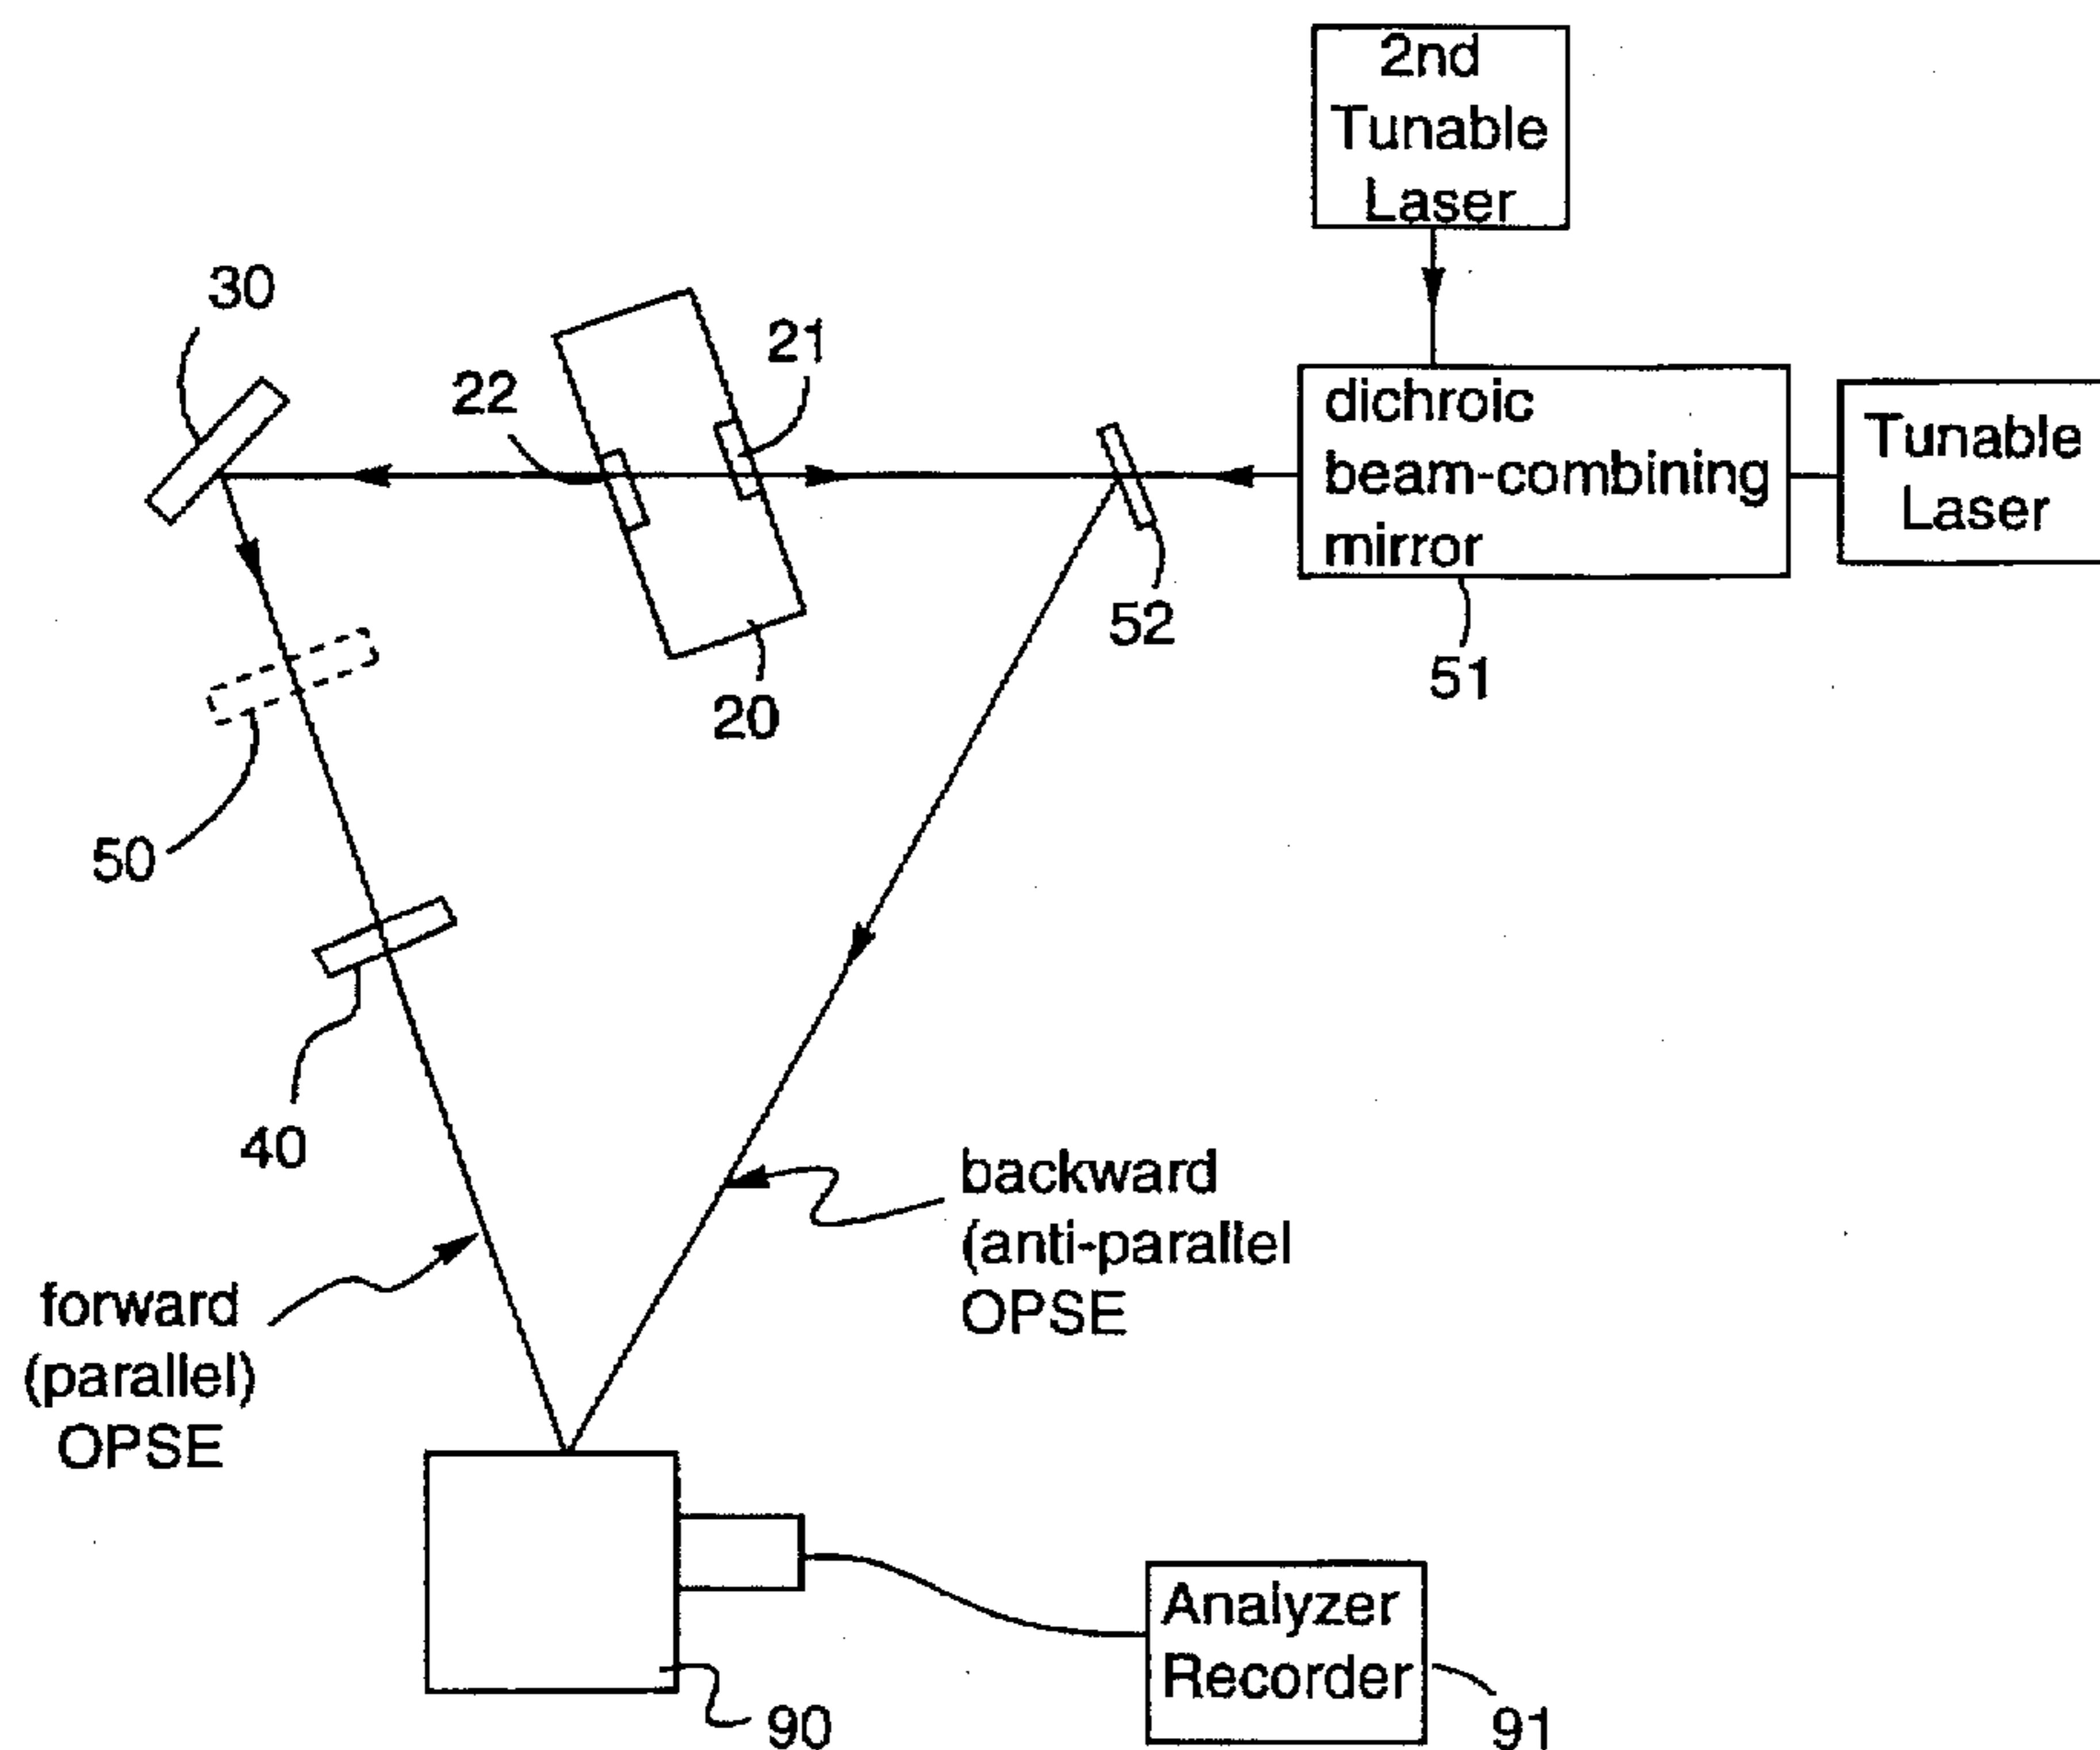 2nd
Tunable
Laser
30
21
22
dichroic
beam-combining
mirror
Tunable
Laser
52
51
20
50
40
backward
(anti-parallel
OPSE
forward
(parallel)
OPSE
Analyzer
Recorder
90
91